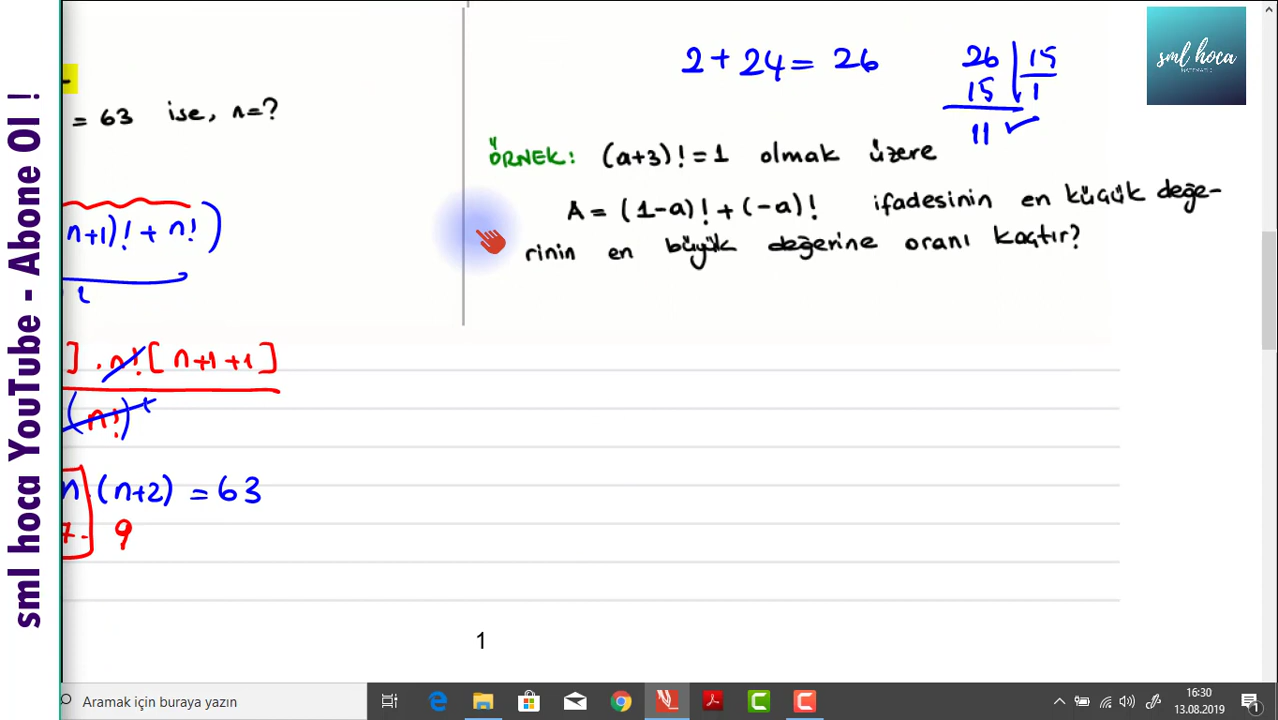 sml hoca YouTube - Abone Ol !
= 63 ise, n=?
n+1)! + n!)
] . n! [ n+1+1 ]
(n!)
n. (n+2) = 63
7. 9
2 + 24 = 26
26 | 15
15 1
11 ✓
ÖRNEK: (a+3)! = 1 olmak üzere
A = (1-a)! + (-a)! ifadesinin en küçük değe-
rinin en büyük değerine oranı kaçtır?
sml hoca
MATEMATİK
1
Aramak için buraya yazın
16:30
13.08.2019
1